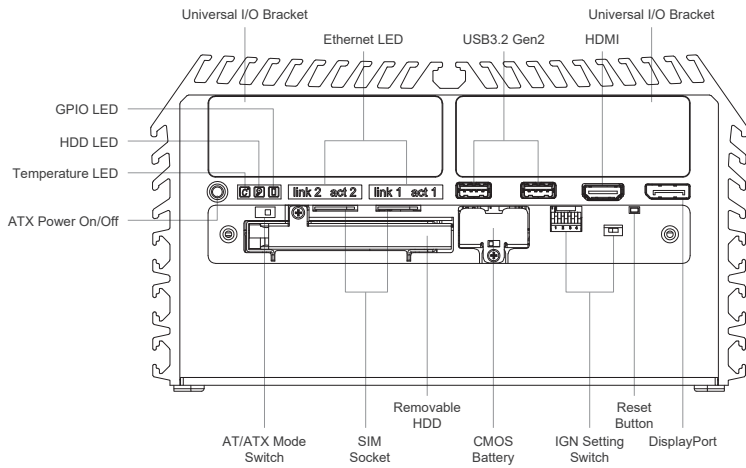 Universal I/O Bracket
Universal I/O Bracket
Ethernet LED
USB3.2 Gen2
HDMI
GPIO LED
HDD LED
Temperature LED
ATX Power On/Off
link 2 act 2
link 1 act 1
Removable
HDD
Reset
Button
AT/ATX Mode
Switch
SIM
Socket
CMOS
Battery
IGN Setting
Switch
DisplayPort